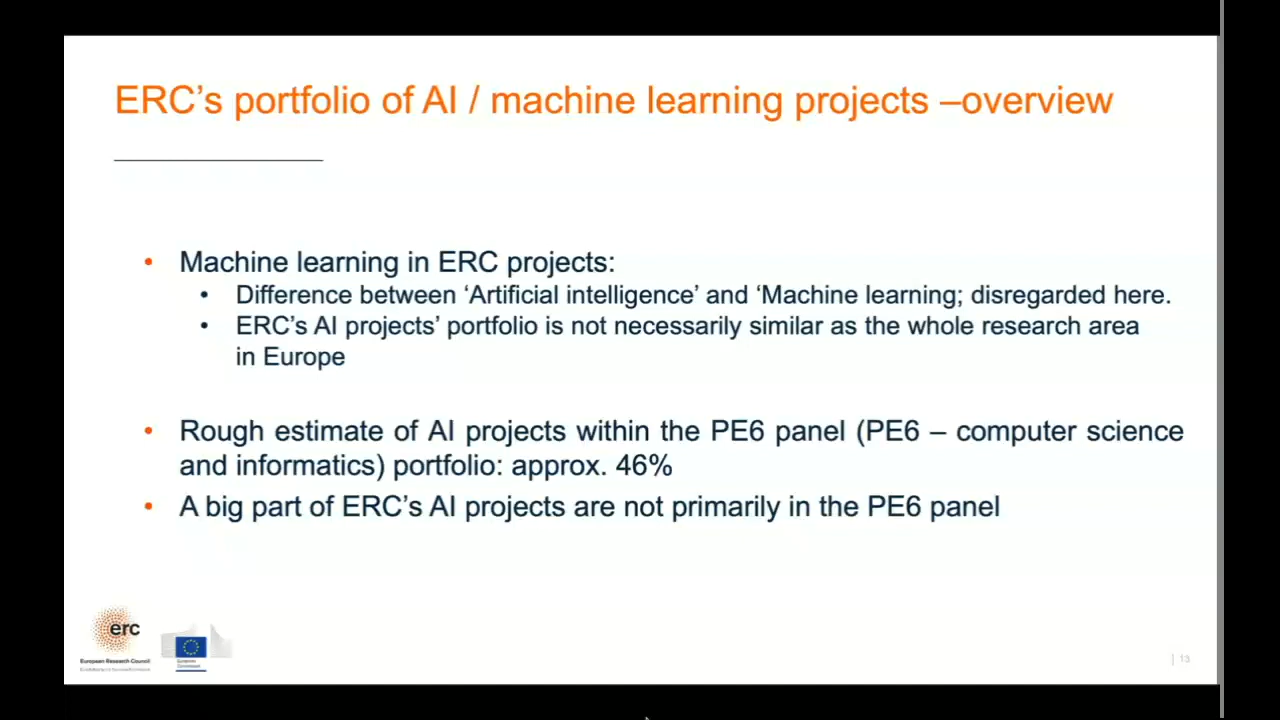 ERC’s portfolio of AI / machine learning projects –overview
• Machine learning in ERC projects:
• Difference between ‘Artificial intelligence’ and ‘Machine learning; disregarded here.
• ERC’s AI projects’ portfolio is not necessarily similar as the whole research area
in Europe
• Rough estimate of AI projects within the PE6 panel (PE6 – computer science
and informatics) portfolio: approx. 46%
• A big part of ERC’s AI projects are not primarily in the PE6 panel
erc
European Research Council
European
Commission
| 13